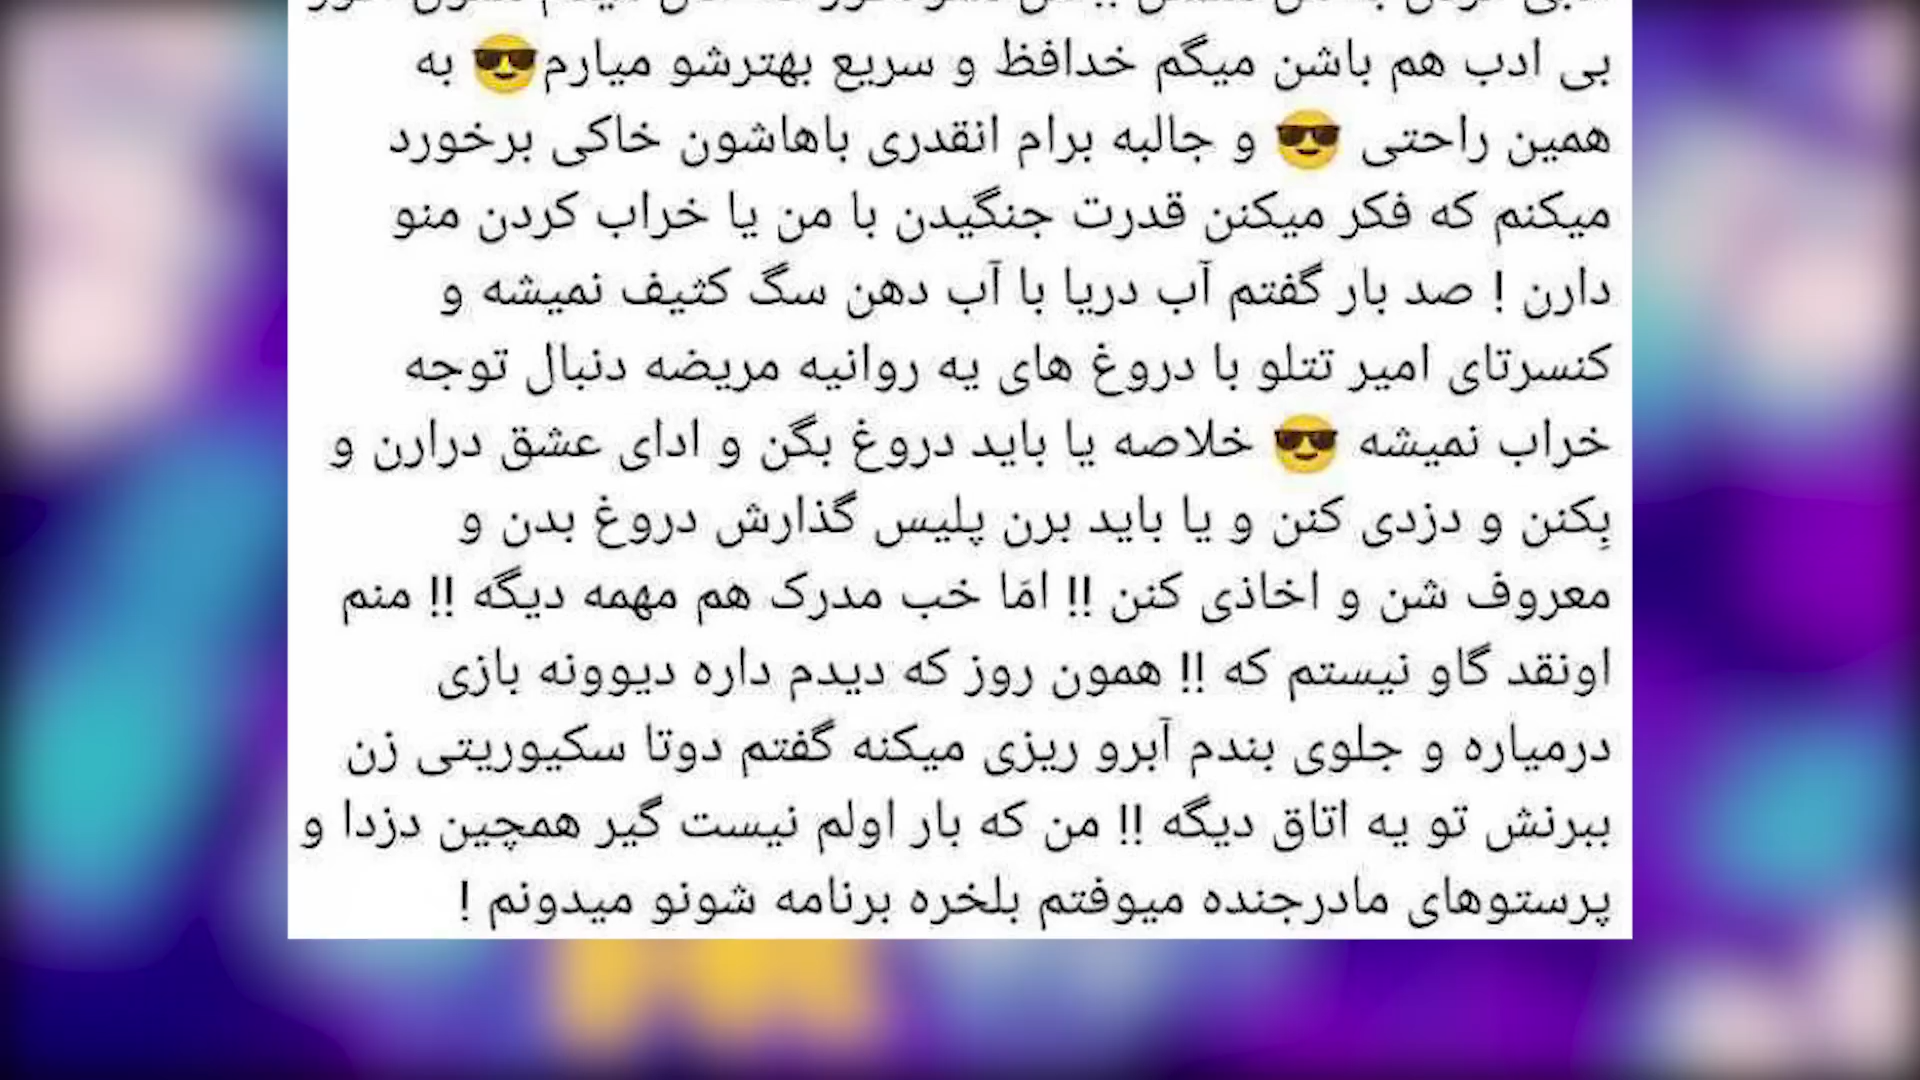 بی ادب هم باشن میگم خدافظ و سریع بهترشو میارم😎 به
همین راحتی 😎 و جالبه برام انقدری باهاشون خاکی برخورد
میکنم که فکر میکنن قدرت جنگیدن با من یا خراب کردن منو
دارن ! صد بار گفتم آب دریا با آب دهن سگ کثیف نمیشه و
کنسرتای امیر تتلو با دروغ های یه روانیه مریضه دنبال توجه
خراب نمیشه 😎 خلاصه یا باید دروغ بگن و ادای عشق درارن و
بِکنن و دزدی کنن و یا باید برن پلیس گذارش دروغ بدن و
معروف شن و اخاذی کنن !! امَا خب مدرک هم مهمه دیگه !! منم
اونقد گاو نیستم که !! همون روز که دیدم داره دیوونه بازی
درمیاره و جلوی بندم آبرو ریزی میکنه گفتم دوتا سکیوریتی زن
ببرنش تو یه اتاق دیگه !! من که بار اولم نیست گیر همچین دزدا و
پرستوهای مادرجنده میوفتم بلخره برنامه شونو میدونم !